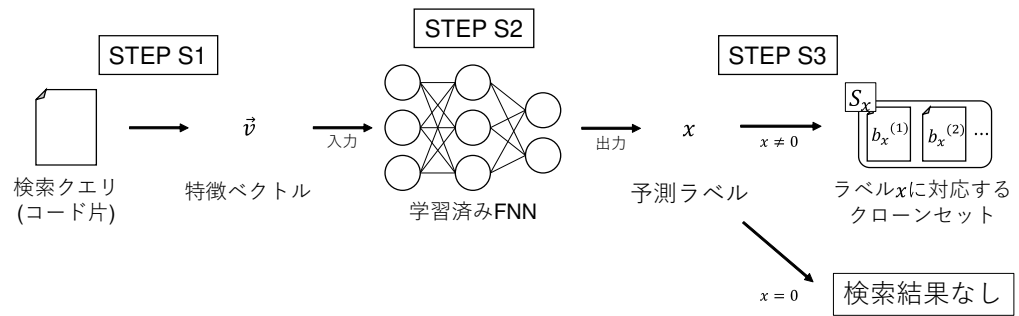 STEP S1
STEP S2
STEP S3
検索クエリ
(コード片)
v⃗
特徴ベクトル
入力
学習済みFNN
出力
x
予測ラベル
x ≠ 0
S_x
b_x^(1) b_x^(2) ...
ラベルxに対応する
クローンセット
x = 0
検索結果なし